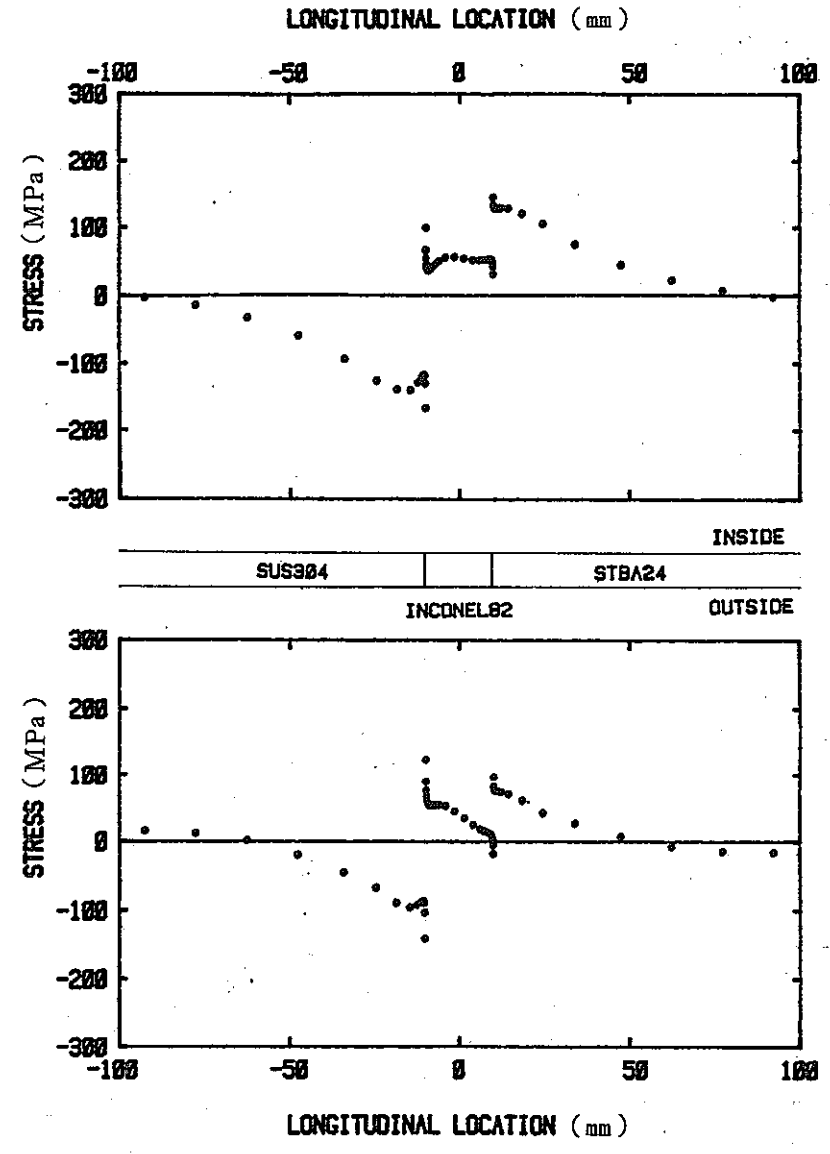 LONGITUDINAL LOCATION (mm)
-100 -50 0 50 100
300
200
100
0
-100
-200
-300
STRESS (MPa)
INSIDE
SUS304 STBA24
INCONEL82 OUTSIDE
300
200
100
0
-100
-200
-300
STRESS (MPa)
-100 -50 0 50 100
LONGITUDINAL LOCATION (mm)